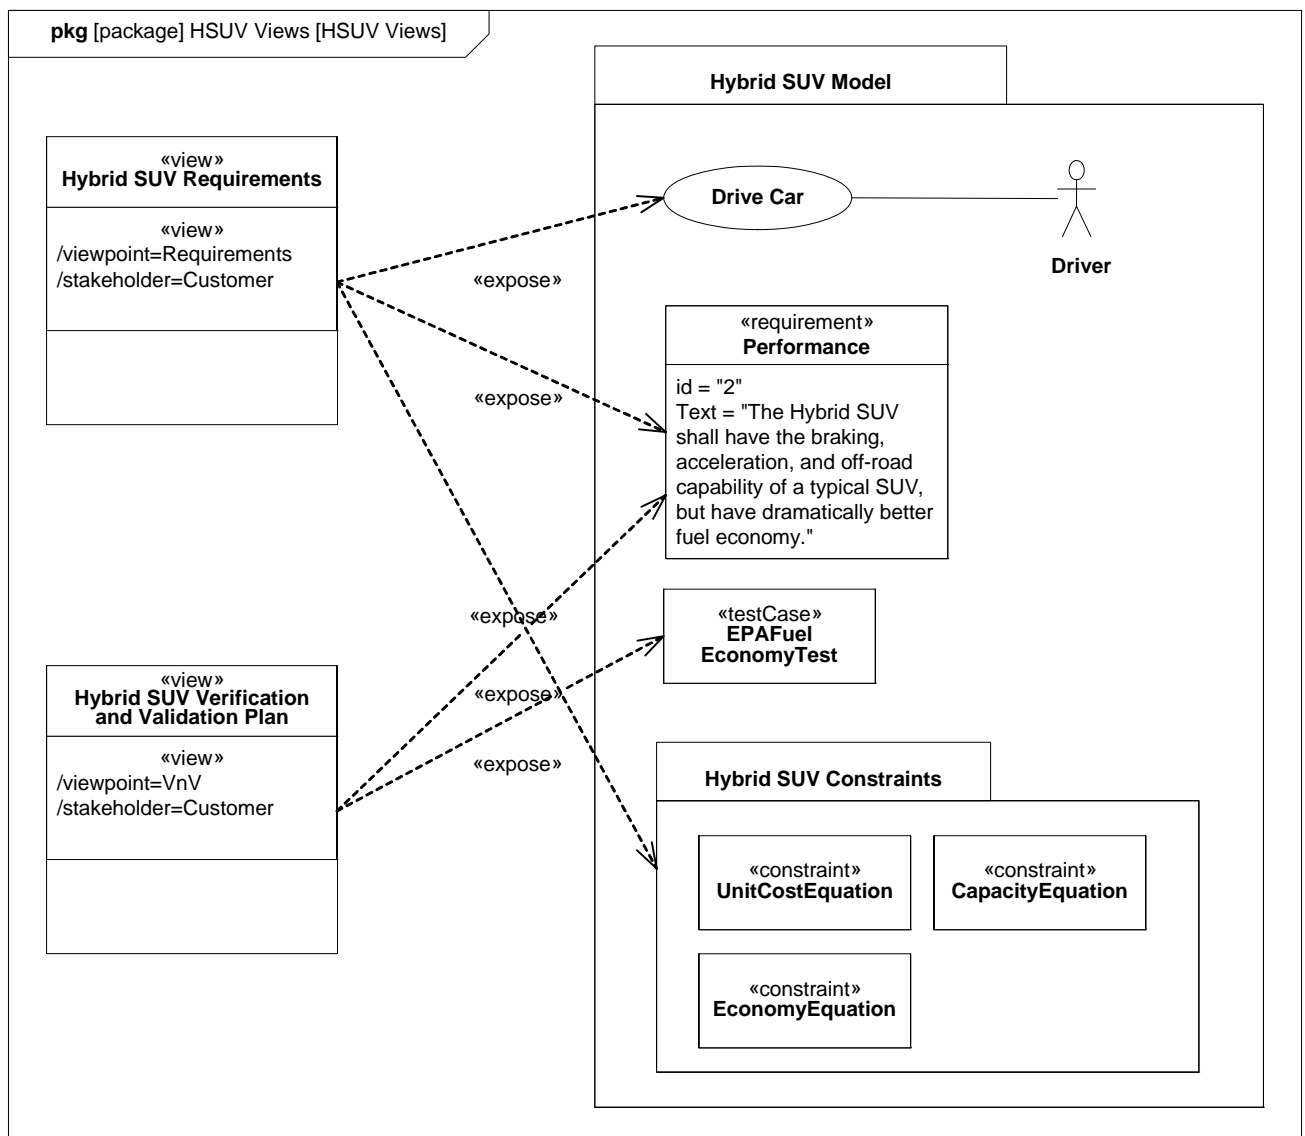 pkg [package] HSUV Views [HSUV Views]
Hybrid SUV Model
«view»
Hybrid SUV Requirements
«view»
/viewpoint=Requirements
/stakeholder=Customer
Drive Car
Driver
«expose»
«requirement»
Performance
id = "2"
Text = "The Hybrid SUV
shall have the braking,
acceleration, and off-road
capability of a typical SUV,
but have dramatically better
fuel economy."
«expose»
«expose»
«testCase»
EPAFuel
EconomyTest
«view»
Hybrid SUV Verification
and Validation Plan
«view»
/viewpoint=VnV
/stakeholder=Customer
«expose»
«expose»
Hybrid SUV Constraints
«constraint»
UnitCostEquation
«constraint»
CapacityEquation
«constraint»
EconomyEquation